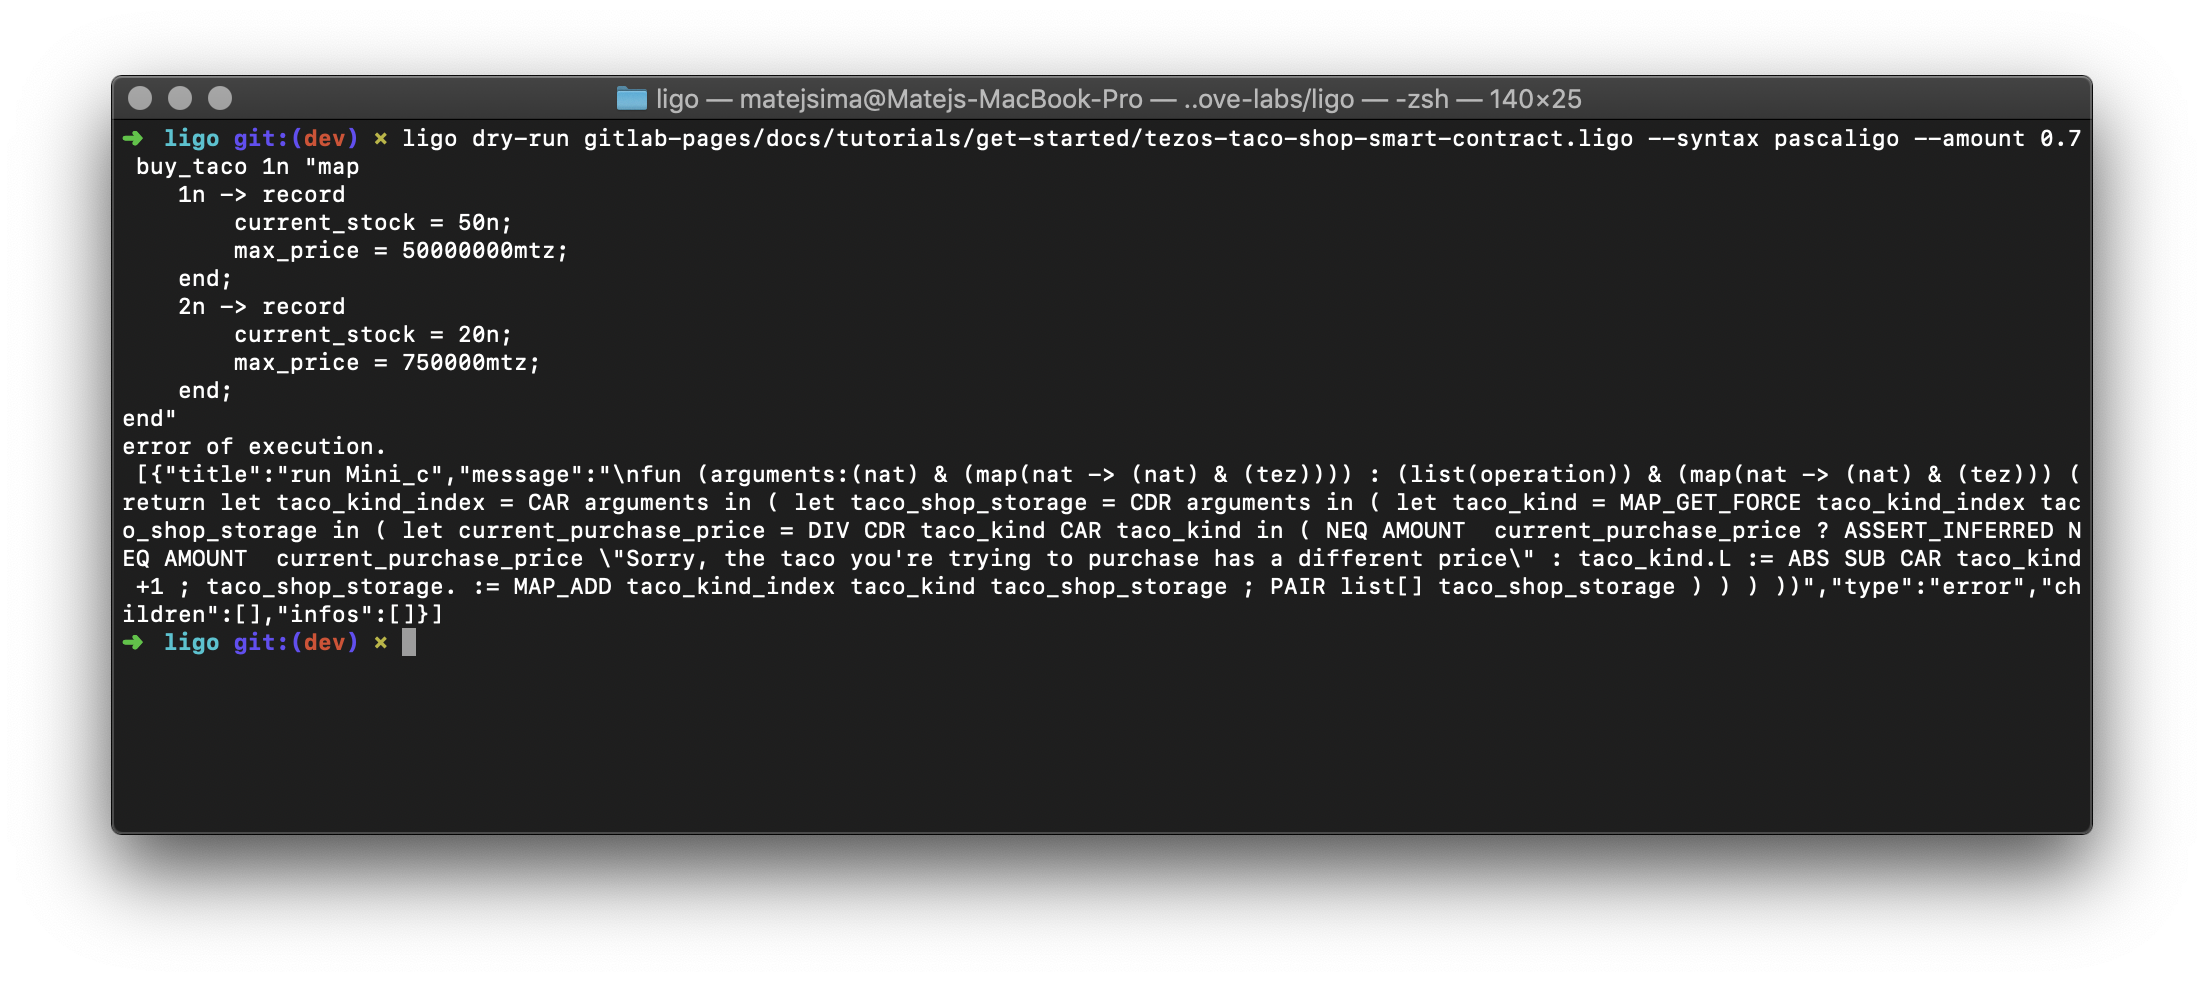 ligo — matejsima@Matejs-MacBook-Pro — ..ove-labs/ligo — -zsh — 140×25
➜  ligo git:(dev) ✗ ligo dry-run gitlab-pages/docs/tutorials/get-started/tezos-taco-shop-smart-contract.ligo --syntax pascaligo --amount 0.7
 buy_taco 1n "map
    1n -> record
        current_stock = 50n;
        max_price = 50000000mtz;
    end;
    2n -> record
        current_stock = 20n;
        max_price = 750000mtz;
    end;
end"
error of execution.
 [{"title":"run Mini_c","message":"\nfun (arguments:(nat) & (map(nat -> (nat) & (tez)))) : (list(operation)) & (map(nat -> (nat) & (tez))) (
return let taco_kind_index = CAR arguments in ( let taco_shop_storage = CDR arguments in ( let taco_kind = MAP_GET_FORCE taco_kind_index tac
o_shop_storage in ( let current_purchase_price = DIV CDR taco_kind CAR taco_kind in ( NEQ AMOUNT  current_purchase_price ? ASSERT_INFERRED N
EQ AMOUNT  current_purchase_price \"Sorry, the taco you're trying to purchase has a different price\" : taco_kind.L := ABS SUB CAR taco_kind
 +1 ; taco_shop_storage. := MAP_ADD taco_kind_index taco_kind taco_shop_storage ; PAIR list[] taco_shop_storage ) ) ) ))","type":"error","ch
ildren":[],"infos":[]}]
➜  ligo git:(dev) ✗